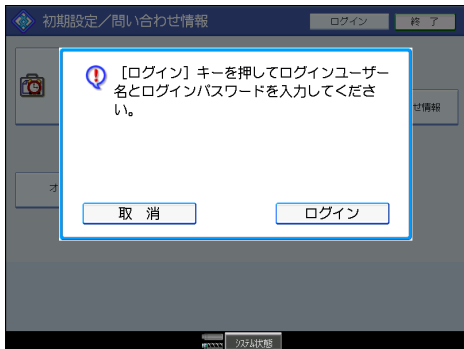 初期設定／問い合わせ情報
ログイン
終 了
［ログイン］キーを押してログインユーザー
名とログインパスワードを入力してくださ
い。
せ情報
オ
取 消
ログイン
システム状態